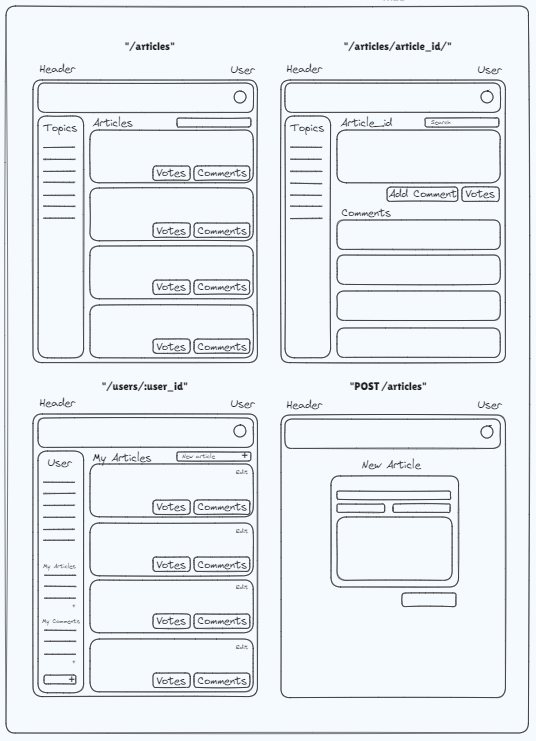 "/articles"
Header
User
Topics
Articles
Votes
Comments
Votes
Comments
Votes
Comments
Votes
Comments
"/articles/article_id/"
Header
User
Topics
Article_id
Search
Add Comment
Votes
Comments
"/users/:user_id"
Header
User
User
My Articles
My Comments
+
My Articles
New article +
Edit
Votes
Comments
Edit
Votes
Comments
Edit
Votes
Comments
Edit
Votes
Comments
"POST /articles"
Header
User
New Article